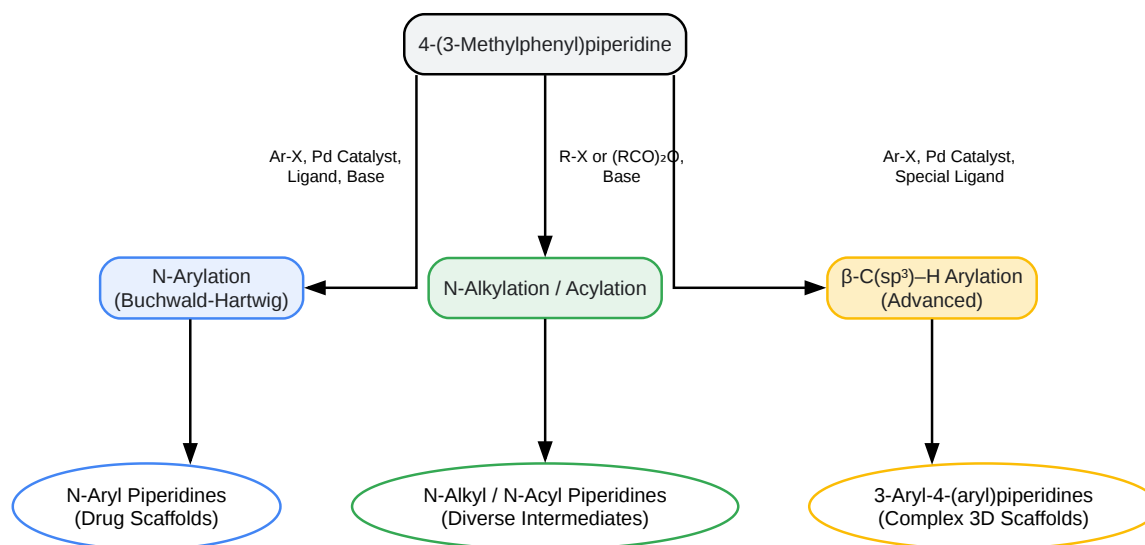 4-(3-Methylphenyl)piperidine
Ar-X, Pd Catalyst,
Ligand, Base
R-X or (RCO)₂O,
Base
Ar-X, Pd Catalyst,
Special Ligand
N-Arylation
(Buchwald-Hartwig)
N-Alkylation / Acylation
β-C(sp³)–H Arylation
(Advanced)
N-Aryl Piperidines
(Drug Scaffolds)
N-Alkyl / N-Acyl Piperidines
(Diverse Intermediates)
3-Aryl-4-(aryl)piperidines
(Complex 3D Scaffolds)